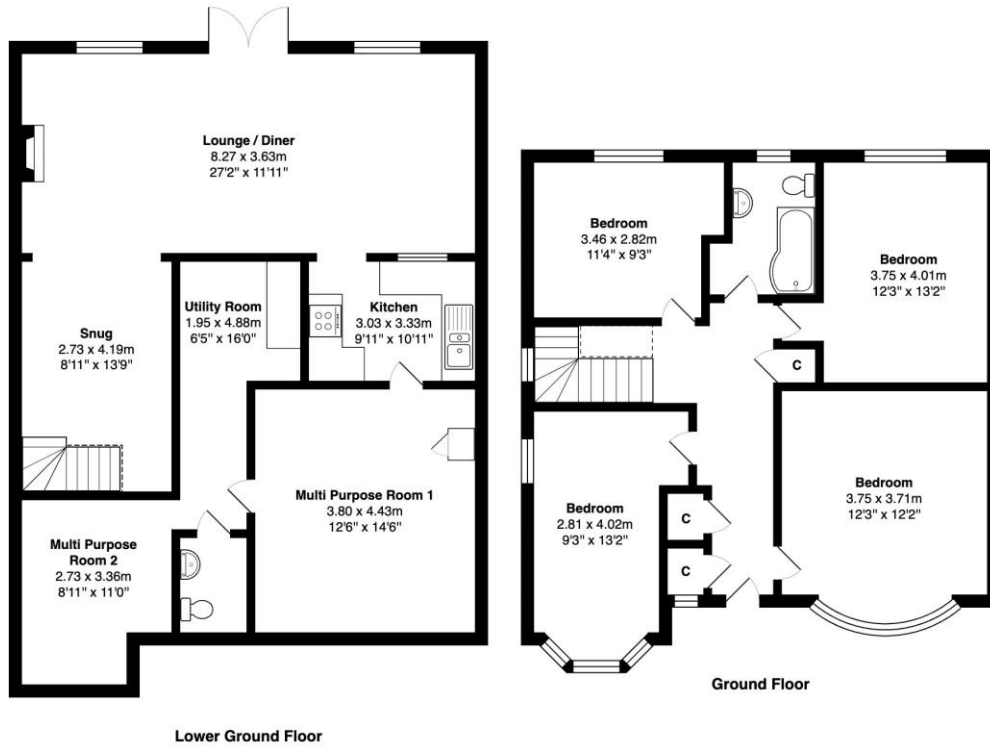 Lounge / Diner
8.27 x 3.63m
27'2" x 11'11"
Snug
2.73 x 4.19m
8'11" x 13'9"
Utility Room
1.95 x 4.88m
6'5" x 16'0"
Kitchen
3.03 x 3.33m
9'11" x 10'11"
Multi Purpose Room 1
3.80 x 4.43m
12'6" x 14'6"
Multi Purpose
Room 2
2.73 x 3.36m
8'11" x 11'0"
Lower Ground Floor
Bedroom
3.46 x 2.82m
11'4" x 9'3"
Bedroom
3.75 x 4.01m
12'3" x 13'2"
C
Bedroom
2.81 x 4.02m
9'3" x 13'2"
C
C
Bedroom
3.75 x 3.71m
12'3" x 12'2"
Ground Floor